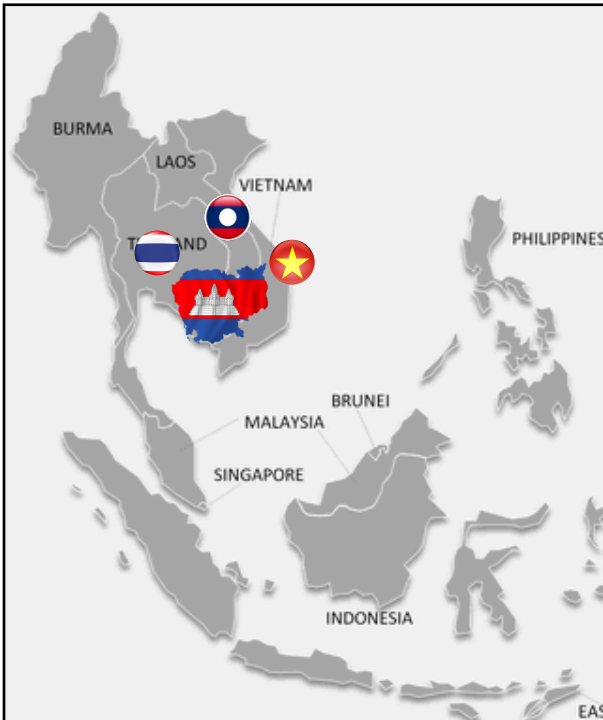 BURMA
LAOS
VIETNAM
PHILIPPINES
BRUNEI
MALAYSIA
SINGAPORE
INDONESIA